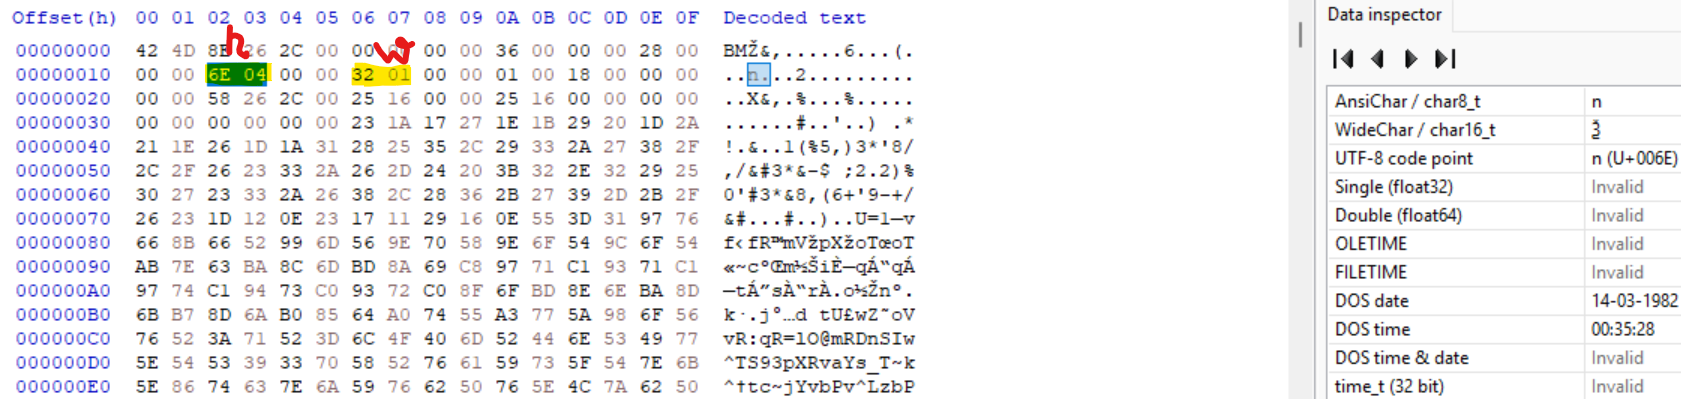 Offset(h) 00 01 02 03 04 05 06 07 08 09 0A 0B 0C 0D 0E 0F Decoded text
h w
00000000 42 4D 8E 26 2C 00 00 00 00 00 36 00 00 00 28 00 BMŽ&,.....6...(.
00000010 00 00 6E 04 00 00 32 01 00 00 01 00 18 00 00 00 ..n...2.........
00000020 00 00 58 26 2C 00 25 16 00 00 25 16 00 00 00 00 ..X&,.%...%.....
00000030 00 00 00 00 00 00 23 1A 17 27 1E 1B 29 20 1D 2A ......#..'..) .*
00000040 21 1E 26 1D 1A 31 28 25 35 2C 29 33 2A 27 38 2F !.&..1(%5,)3*'8/
00000050 2C 2F 26 23 33 2A 26 2D 24 20 3B 32 2E 32 29 25 ,/&#3*&-$ ;2.2)%
00000060 30 27 23 33 2A 26 38 2C 28 36 2B 27 39 2D 2B 2F 0'#3*&8,(6+'9-+/
00000070 26 23 1D 12 0E 23 17 11 29 16 0E 55 3D 31 97 76 &#...#..)..U=1—v
00000080 66 8B 66 52 99 6D 56 9E 70 58 9E 6F 54 9C 6F 54 f‹fR™mVžpXžoTœoT
00000090 AB 7E 63 BA 8C 6D BD 8A 69 C8 97 71 C1 93 71 C1 «~cºŒm½ŠiÈ—qÁ“qÁ
000000A0 97 74 C1 94 73 C0 93 72 C0 8F 6F BD 8E 6E BA 8D —tÁ”sÀ“rÀ.o½Žnº.
000000B0 6B B7 8D 6A B0 85 64 A0 74 55 A3 77 5A 98 6F 56 k·.j°…d tU£wZ˜oV
000000C0 76 52 3A 71 52 3D 6C 4F 40 6D 52 44 6E 53 49 77 vR:qR=lO@mRDnSIw
000000D0 5E 54 53 39 33 70 58 52 76 61 59 73 5F 54 7E 6B ^TS93pXRvaYs_T~k
000000E0 5E 86 74 63 7E 6A 59 76 62 50 76 5E 4C 7A 62 50 ^†tc~jYvbPv^LzbP
Data inspector
AnsiChar / char8_t n
WideChar / char16_t Ѯ
UTF-8 code point n (U+006E)
Single (float32) Invalid
Double (float64) Invalid
OLETIME Invalid
FILETIME Invalid
DOS date 14-03-1982
DOS time 00:35:28
DOS time & date Invalid
time_t (32 bit) Invalid